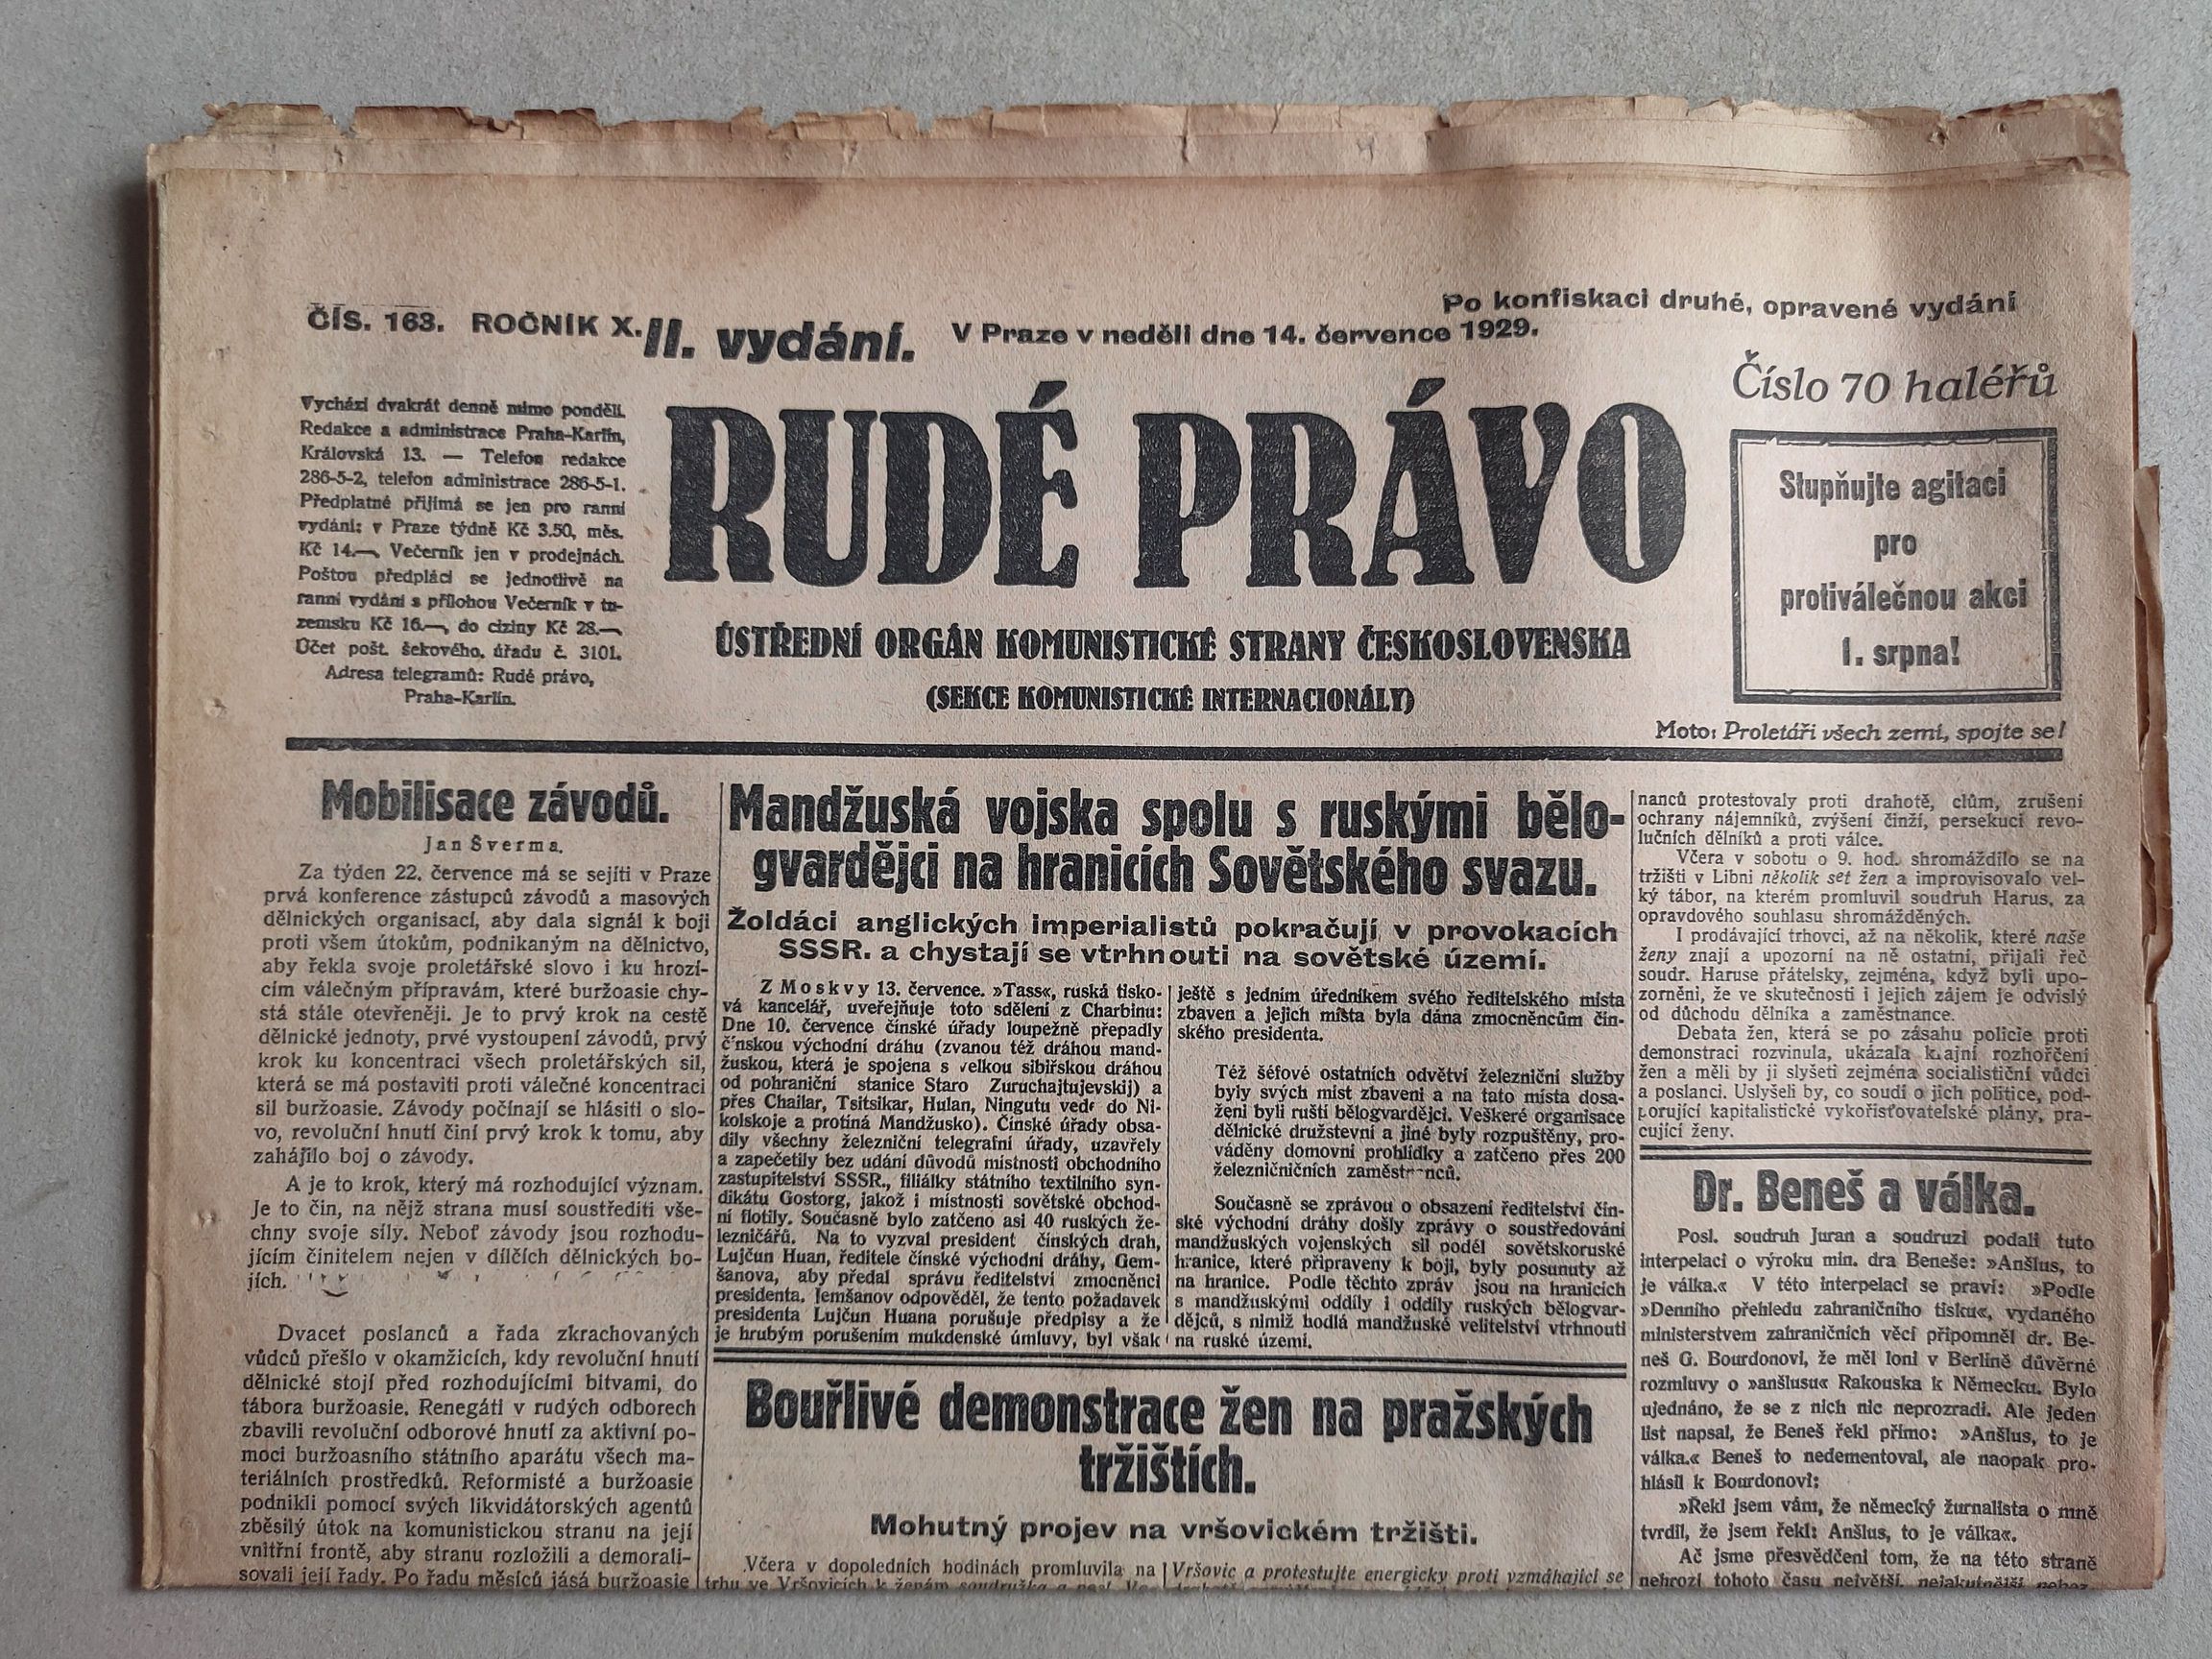 Po konfiskaci druhé, opravené vydání
ČÍS. 163. ROČNÍK X. II. vydání. V Praze v neděli dne 14. července 1929.
Vychází dvakrát denně mimo pondělí.
Redakce a administrace Praha-Karlín,
Královská 13. — Telefon redakce
286-5-2, telefon administrace 286-5-1.
Předplatné přijímá se jen pro ranní
vydání: v Praze týdně Kč 3.50, měs.
Kč 14.—, Večerník jen v prodejnách.
Poštou předplácí se jednotlivě na
ranní vydání s přílohou Večerník v tu-
zemsku Kč 16.—, do ciziny Kč 28.—,
Účet pošt. šekového. úřadu č. 3101.
Adresa telegramů: Rudé právo,
Praha-Karlín.
RUDÉ PRÁVO
ÚSTŘEDNÍ ORGÁN KOMUNISTICKÉ STRANY ČESKOSLOVENSKA
(SEKCE KOMUNISTICKÉ INTERNACIONÁLY)
Číslo 70 haléřů
Stupňujte agitaci
pro
protiválečnou akci
1. srpna!
Moto: Proletáři všech zemí, spojte se!
Mobilisace závodů.
Jan Šverma.
Za týden 22. července má se sejíti v Praze
prvá konference zástupců závodů a masových
dělnických organisací, aby dala signál k boji
proti všem útokům, podnikaným na dělnictvo,
aby řekla svoje proletářské slovo i ku hrozí-
cím válečným přípravám, které buržoasie chy-
stá stále otevřeněji. Je to prvý krok na cestě
dělnické jednoty, prvé vystoupení závodů, prvý
krok ku koncentraci všech proletářských sil,
která se má postaviti proti válečné koncentraci
sil buržoasie. Závody počínají se hlásiti o slo-
vo, revoluční hnutí činí prvý krok k tomu, aby
zahájilo boj o závody.
A je to krok, který má rozhodující význam.
Je to čin, na nějž strana musí soustřediti vše-
chny svoje síly. Neboť závody jsou rozhodu-
jícím činitelem nejen v dílčích dělnických bo-
jích.
Dvacet poslanců a řada zkrachovaných
vůdců přešlo v okamžicích, kdy revoluční hnutí
dělnické stojí před rozhodujícími bitvami, do
tábora buržoasie. Renegáti v rudých odborech
zbavili revoluční odborové hnutí za aktivní po-
moci buržoasního státního aparátu všech ma-
teriálních prostředků. Reformisté a buržoasie
podnikli pomocí svých likvidátorských agentů
zběsilý útok na komunistickou stranu na její
vnitřní frontě, aby stranu rozložili a demorali-
sovali její řady. Po řadu měsíců jásá buržoasie
Mandžuská vojska spolu s ruskými bělo-
gvardějci na hranicích Sovětského svazu.
Žoldáci anglických imperialistů pokračují v provokacích
SSSR. a chystají se vtrhnouti na sovětské území.
Z Moskvy 13. července. »Tass«, ruská tisko-
vá kancelář, uveřejňuje toto sdělení z Charbinu:
Dne 10. července čínské úřady loupežně přepadly
čínskou východní dráhu (zvanou též dráhou mand-
žuskou, která je spojena s velkou sibiřskou dráhou
od pohraniční stanice Staro Zuruchajtujevskij) a
přes Chailar, Tsitsikar, Hulan, Ningutu vede do Ni-
kolskoje a protíná Mandžusko). Čínské úřady obsa-
dily všechny železniční telegrafní úřady, uzavřely
a zapečetily bez udání důvodů místnosti obchodního
zastupitelství SSSR., filiálky státního textilního syn-
dikátu Gostorg, jakož i místnosti sovětské obchod-
ní flotily. Současně bylo zatčeno asi 40 ruských že-
lezničářů. Na to vyzval president čínských drah,
Lujčun Huan, ředitele čínské východní dráhy, Gem-
šanova, aby předal správu ředitelství zmocněnci
presidenta. Jemšanov odpověděl, že tento požadavek
presidenta Lujčun Huana porušuje předpisy a že
je hrubým porušením mukdenské úmluvy, byl však
ještě s jedním úředníkem svého ředitelského místa
zbaven a jejich místa byla dána zmocněncům čín-
ského presidenta.
Též šéfové ostatních odvětví železniční služby
byly svých míst zbaveni a na tato místa dosa-
ženi byli ruští bělogvardějci. Veškeré organisace
dělnické družstevní a jiné byly rozpuštěny, pro-
váděny domovní prohlídky a zatčeno přes 200
železničničních zaměstnanců.
Současně se zprávou o obsazení ředitelství čín-
ské východní dráhy došly zprávy o soustředování
mandžuských vojenských sil podél sovětskoruské
hranice, které připraveny k boji, byly posunuty až
na hranice. Podle těchto zpráv jsou na hranicích
s mandžuskými oddíly i oddíly ruských bělogvar-
dějců, s nimiž hodlá mandžuské velitelství vtrhnouti
na ruské území.
Bouřlivé demonstrace žen na pražských
tržištích.
Mohutný projev na vršovickém tržišti.
Včera v dopoledních hodinách promluvila na
trhu ve Vršovicích k ženám soudružka a posl.
Vršovic a protestujte energicky proti vzmáhající se
nanců protestovaly proti drahotě, clům, zrušení
ochrany nájemníků, zvýšení činží, persekuci revo-
lučních dělníků a proti válce.
Včera v sobotu o 9. hod. shromáždilo se na
tržišti v Libni několik set žen a improvisovalo vel-
ký tábor, na kterém promluvil soudruh Harus, za
opravdového souhlasu shromážděných.
I prodávající trhovci, až na několik, které naše
ženy znají a upozorní na ně ostatní, přijali řeč
soudr. Haruse přátelsky, zejména, když byli upo-
zorněni, že ve skutečnosti i jejich zájem je odvislý
od důchodu dělníka a zaměstnance.
Debata žen, která se po zásahu policie proti
demonstraci rozvinula, ukázala krajní rozhořčení
žen a měli by ji slyšeti zejména socialističní vůdci
a poslanci. Uslyšeli by, co soudí o jich politice, pod-
porující kapitalistické vykořisťovatelské plány, pra-
cující ženy.
Dr. Beneš a válka.
Posl. soudruh Juran a soudruzi podali tuto
interpelaci o výroku min. dra Beneše: »Anšlus, to
je válka.« V této interpelaci se praví: »Podle
»Denního přehledu zahraničního tisku«, vydaného
ministerstvem zahraničních věcí připomněl dr. Be-
neš G. Bourdonovi, že měl loni v Berlíně důvěrné
rozmluvy o »anšlusu« Rakouska k Německu. Bylo
ujednáno, že se z nich nic neprozradí. Ale jeden
list napsal, že Beneš řekl přímo: »Anšlus, to je
válka.« Beneš to nedementoval, ale naopak pro-
hlásil k Bourdonovi:
»Řekl jsem vám, že německý žurnalista o mně
tvrdil, že jsem řekl: Anšlus, to je válka«.
Ač jsme přesvědčeni tom, že na této straně
nehrozí tohoto času největší, nejakutnější nebez-